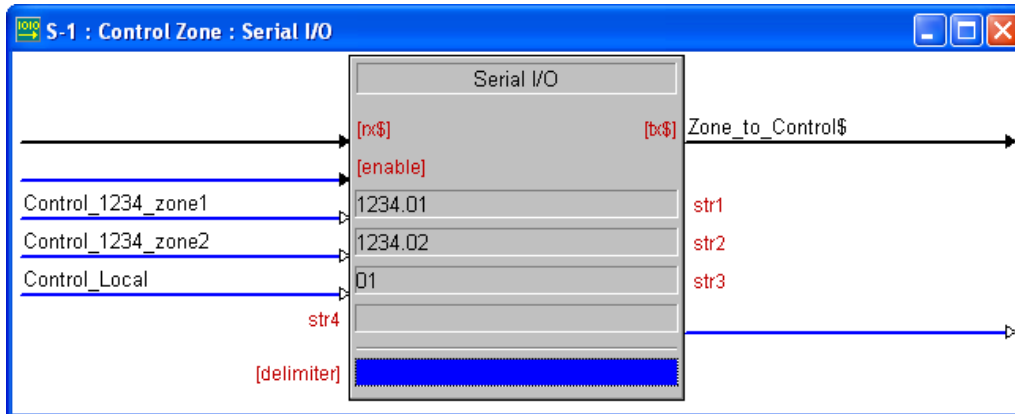 S-1 : Control Zone : Serial I/O
Serial I/O
[rx$] [tx$] Zone_to_Control$
[enable]
Control_1234_zone1 1234.01 str1
Control_1234_zone2 1234.02 str2
Control_Local 01 str3
str4
[delimiter]